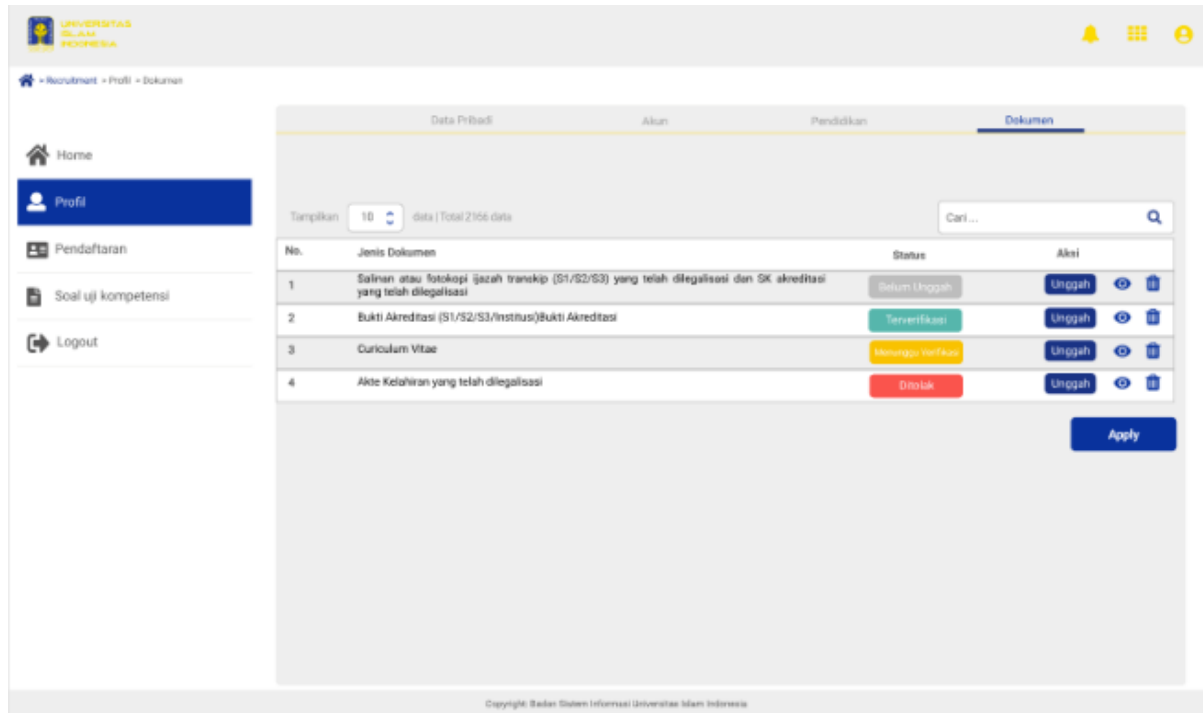 UNIVERSITAS
ISLAM
INDONESIA
» Recruitment » Profil » Dokumen
Data Pribadi Akun Pendidikan Dokumen
Home
Profil
Pendaftaran
Soal uji kompetensi
Logout
Tampilkan 10 data | Total 2166 data Cari ...
No. Jenis Dokumen Status Aksi
1 Salinan atau fotokopi ijazah transkip (S1/S2/S3) yang telah dilegalisasi dan SK akreditasi
yang telah dilegalisasi Belum Unggah Unggah
2 Bukti Akreditasi (S1/S2/S3/Institusi)Bukti Akreditasi Terverifikasi Unggah
3 Curiculum Vitae Menunggu Verifikasi Unggah
4 Akte Kelahiran yang telah dilegalisasi Ditolak Unggah
Apply
Copyright: Badan Sistem Informasi Universitas Islam Indonesia